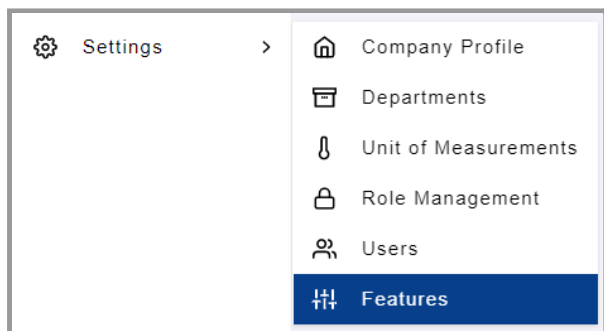 Settings
Company Profile
Departments
Unit of Measurements
Role Management
Users
Features